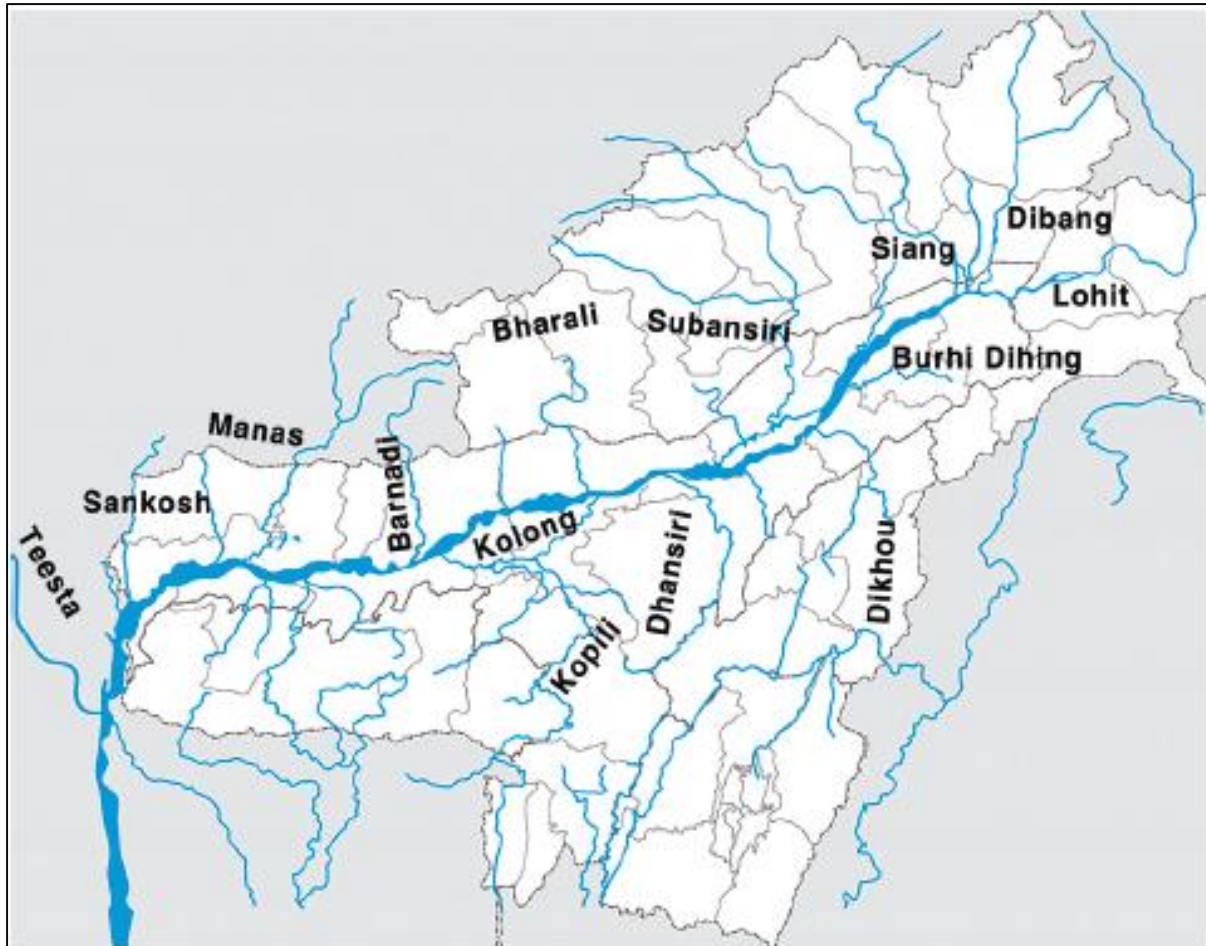 Dibang
Siang
Lohit
Bharali
Subansiri
Burhi Dihing
Manas
Sankosh
Barnadi
Kolong
Teesta
Dhansiri
Dikhou
Kopili